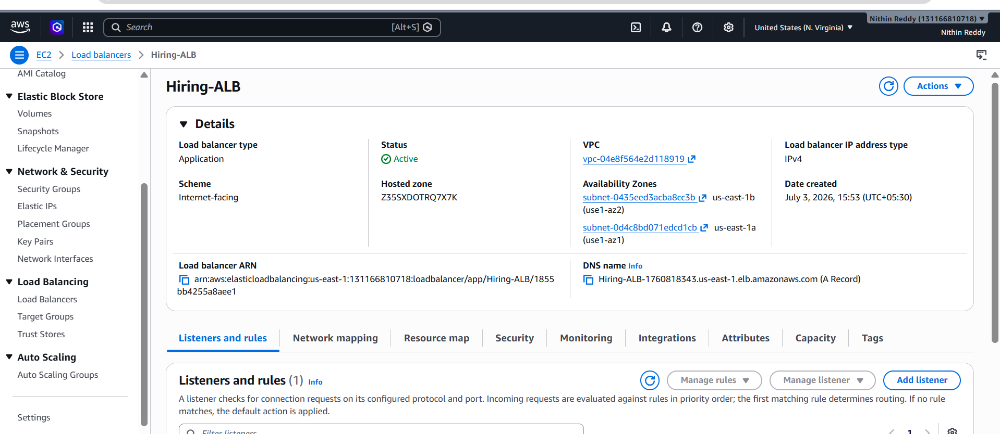 aws
Search [Alt+S]
United States (N. Virginia)
Nithin Reddy (131166810718)
Nithin Reddy
EC2 Load balancers Hiring-ALB
AMI Catalog
Elastic Block Store
Volumes
Snapshots
Lifecycle Manager
Network & Security
Security Groups
Elastic IPs
Placement Groups
Key Pairs
Network Interfaces
Load Balancing
Load Balancers
Target Groups
Trust Stores
Auto Scaling
Auto Scaling Groups
Settings
Hiring-ALB
Actions
Details
Load balancer type
Application
Status
Active
VPC
vpc-04e8f564e2d118919
Load balancer IP address type
IPv4
Scheme
Internet-facing
Hosted zone
Z35SXDOTRQ7X7K
Availability Zones
subnet-0435eed3acba8cc3b us-east-1b
(use1-az2)
subnet-0d4c8bd071edcd1cb us-east-1a
(use1-az1)
Date created
July 3, 2026, 15:53 (UTC+05:30)
Load balancer ARN
arn:aws:elasticloadbalancing:us-east-1:131166810718:loadbalancer/app/Hiring-ALB/1855
bb4255a8aee1
DNS name Info
Hiring-ALB-1760818343.us-east-1.elb.amazonaws.com (A Record)
Listeners and rules Network mapping Resource map Security Monitoring Integrations Attributes Capacity Tags
Listeners and rules (1) Info
Manage rules Manage listener Add listener
A listener checks for connection requests on its configured protocol and port. Incoming requests are evaluated against rules in priority order; the first matching rule determines routing. If no rule
matches, the default action is applied.
Filter listeners
1